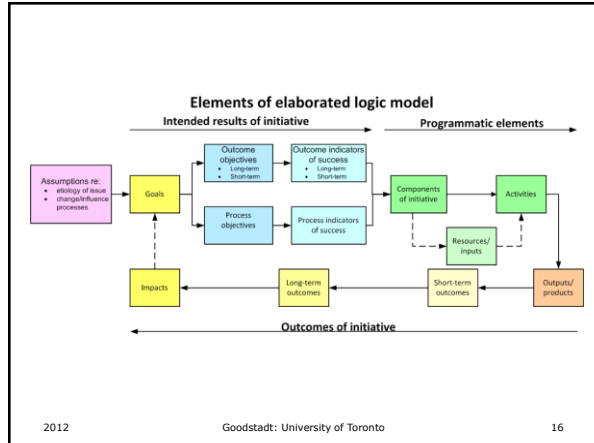 Elements of elaborated logic model
Intended results of initiative
Programmatic elements
Assumptions re:
• etiology of issue
• change/influence
processes
Goals
Outcome
objectives
• Long-term
• Short-term
Outcome indicators
of success
• Long-term
• Short-term
Process
objectives
Process indicators
of success
Components
of initiative
Activities
Resources/
inputs
Impacts
Long-term
outcomes
Short-term
outcomes
Outputs/
products
Outcomes of initiative
2012
Goodstadt: University of Toronto
16